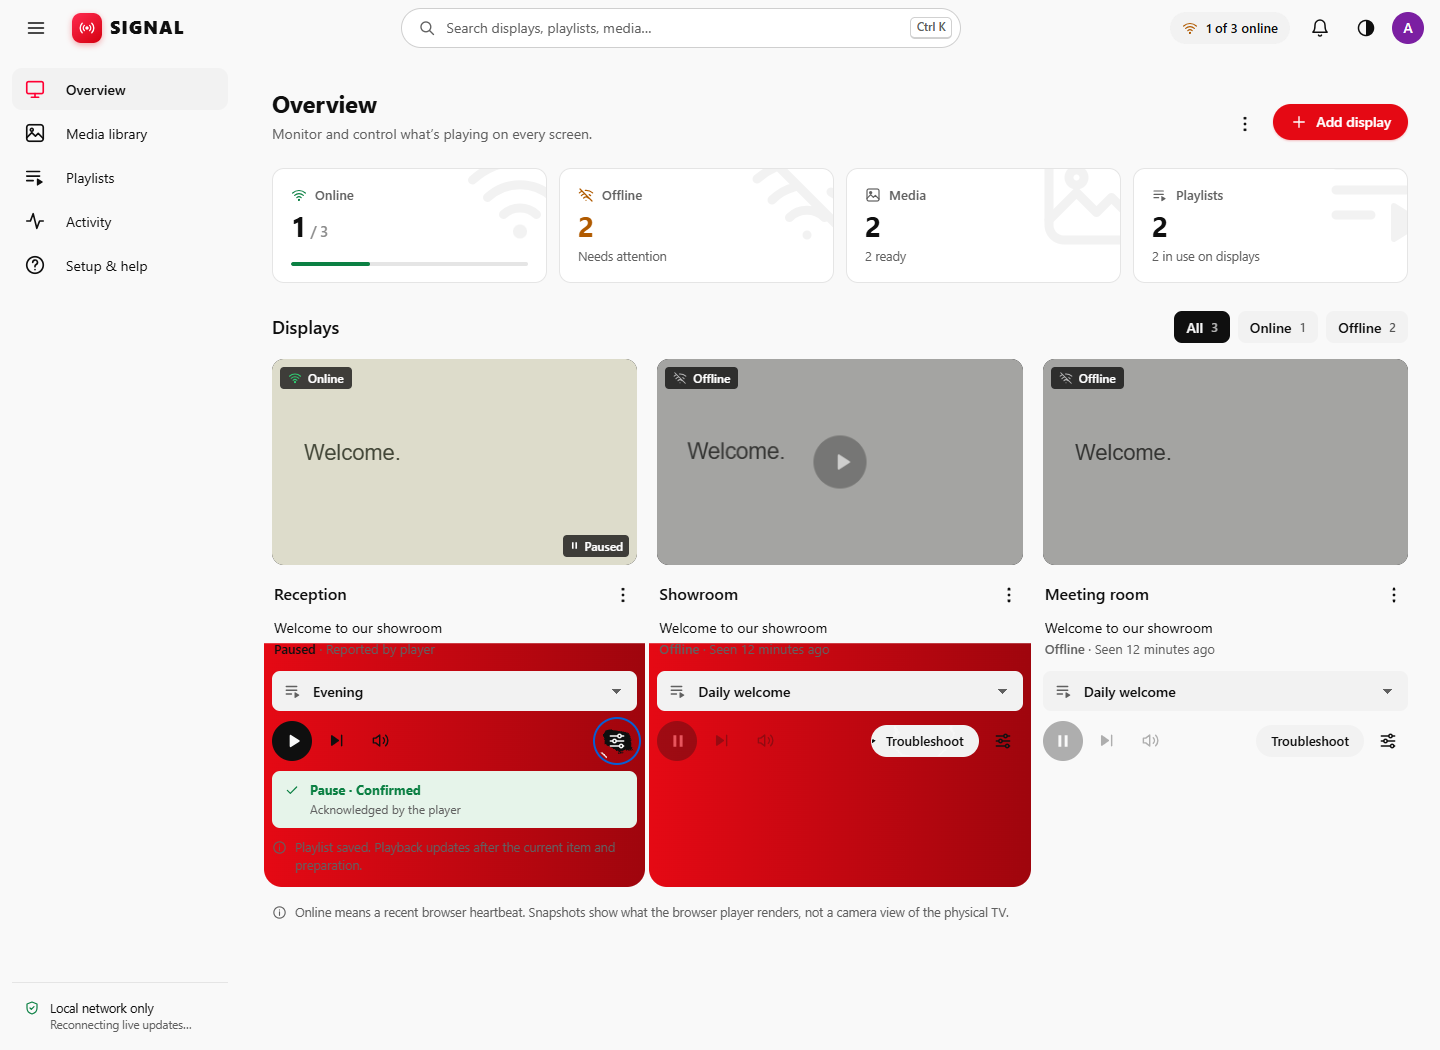 SIGNAL
Search displays, playlists, media...
Ctrl K
1 of 3 online
A
Overview
Media library
Playlists
Activity
Setup & help
Overview
Monitor and control what's playing on every screen.
Add display
Online
1 / 3
Offline
2
Needs attention
Media
2
2 ready
Playlists
2
2 in use on displays
Displays
All 3
Online 1
Offline 2
Online
Welcome.
Paused
Reception
Welcome to our showroom
Paused · Reported by player
Evening
Pause · Confirmed
Acknowledged by the player
Playlist saved. Playback updates after the current item and
preparation.
Offline
Welcome.
Showroom
Welcome to our showroom
Offline · Seen 12 minutes ago
Daily welcome
Troubleshoot
Offline
Welcome.
Meeting room
Welcome to our showroom
Offline · Seen 12 minutes ago
Daily welcome
Troubleshoot
Online means a recent browser heartbeat. Snapshots show what the browser player renders, not a camera view of the physical TV.
Local network only
Reconnecting live updates...